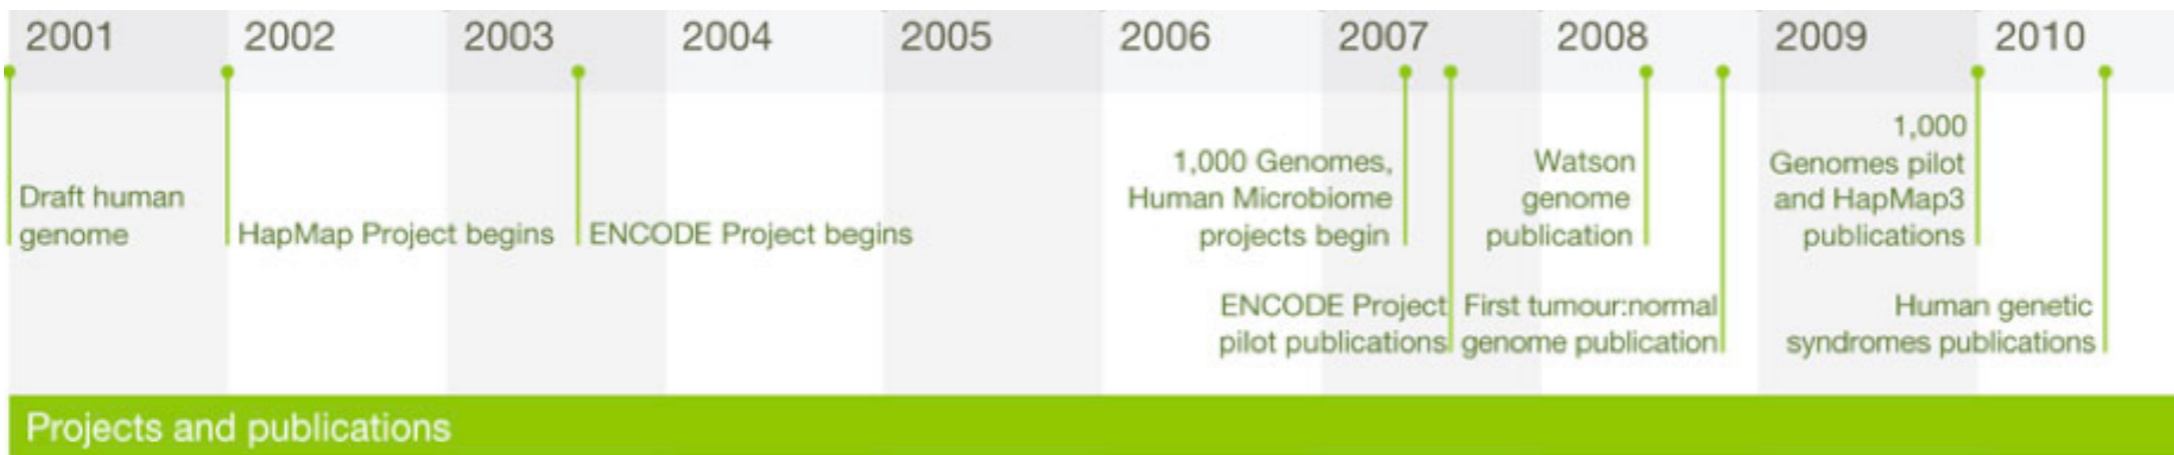 2001 2002 2003 2004 2005 2006 2007 2008 2009 2010
Draft human
genome
HapMap Project begins
ENCODE Project begins
1,000 Genomes,
Human Microbiome
projects begin
ENCODE Project
pilot publications
Watson
genome
publication
First tumour:normal
genome publication
1,000
Genomes pilot
and HapMap3
publications
Human genetic
syndromes publications
Projects and publications